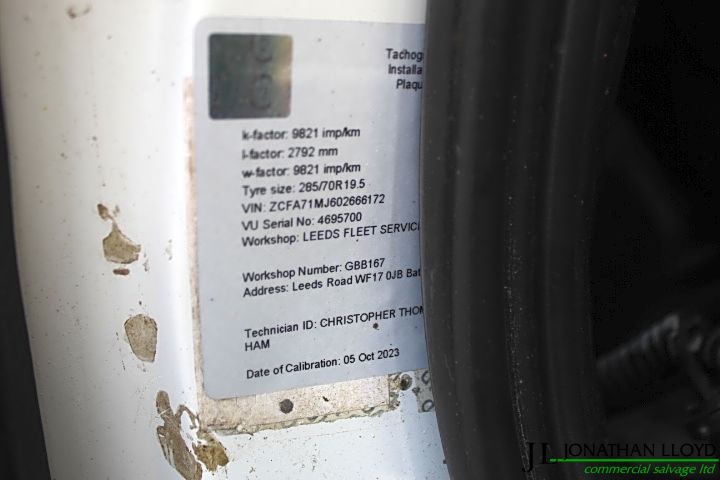 Tachog
Installa
Plaqu
k-factor: 9821 imp/km
l-factor: 2792 mm
w-factor: 9821 imp/km
Tyre size: 285/70R19.5
VIN: ZCFA71MJ602666172
VU Serial No: 4695700
Workshop: LEEDS FLEET SERVIC
Workshop Number: GBB167
Address: Leeds Road WF17 0JB Bat
Technician ID: CHRISTOPHER THOM
HAM
Date of Calibration: 05 Oct 2023
JL JONATHAN LLOYD
commercial salvage ltd